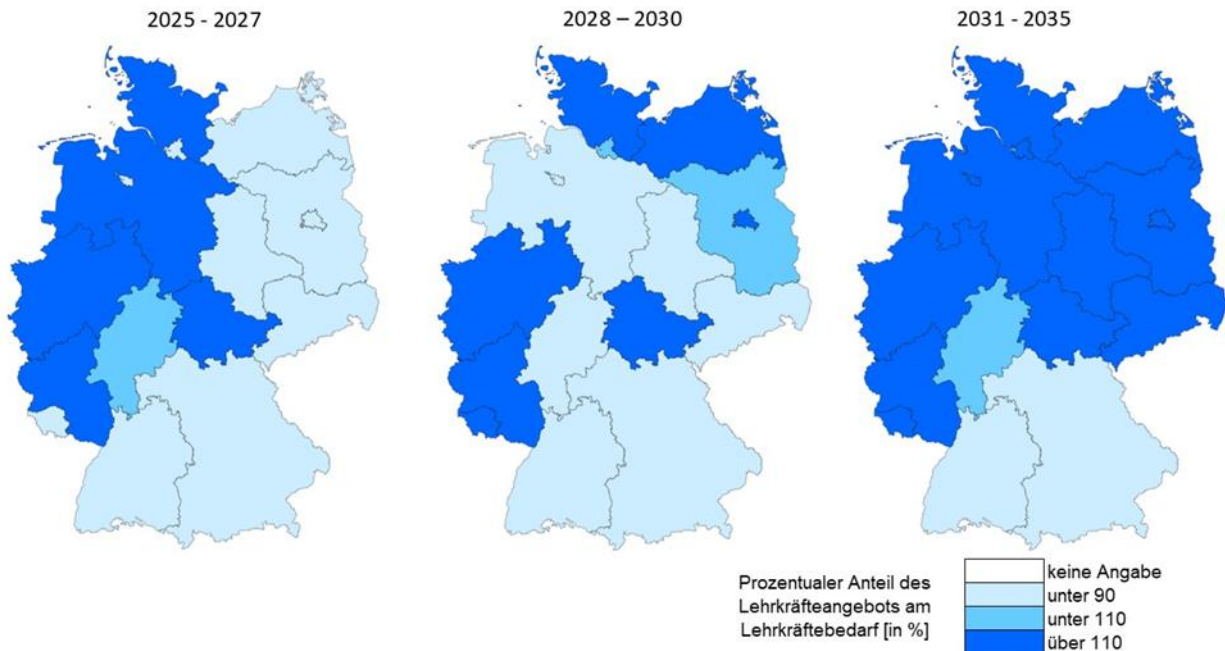 2025 - 2027
2028 – 2030
2031 - 2035
Prozentualer Anteil des
Lehrkräfteangebots am
Lehrkräftebedarf [in %]
keine Angabe
unter 90
unter 110
über 110